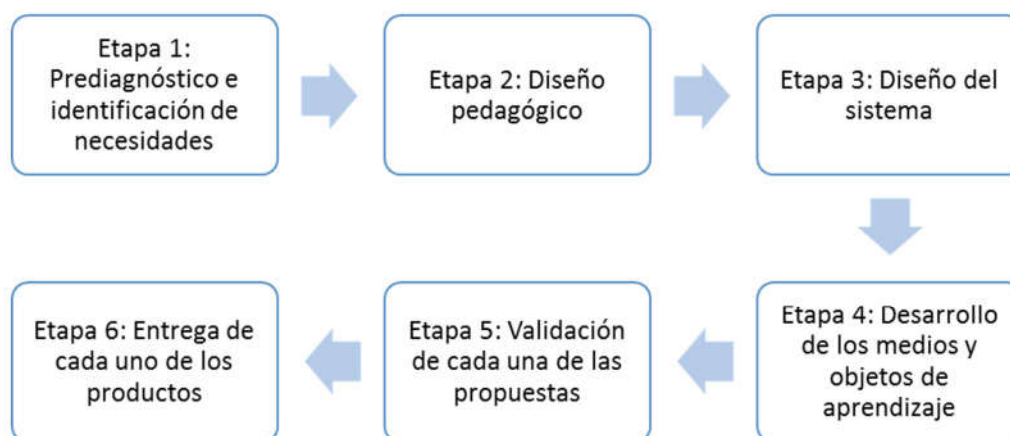 Etapa 1:
Prediagnóstico e
identificación de
necesidades
Etapa 2: Diseño
pedagógico
Etapa 3: Diseño del
sistema
Etapa 4: Desarrollo
de los medios y
objetos de
aprendizaje
Etapa 5: Validación
de cada una de las
propuestas
Etapa 6: Entrega de
cada uno de los
productos